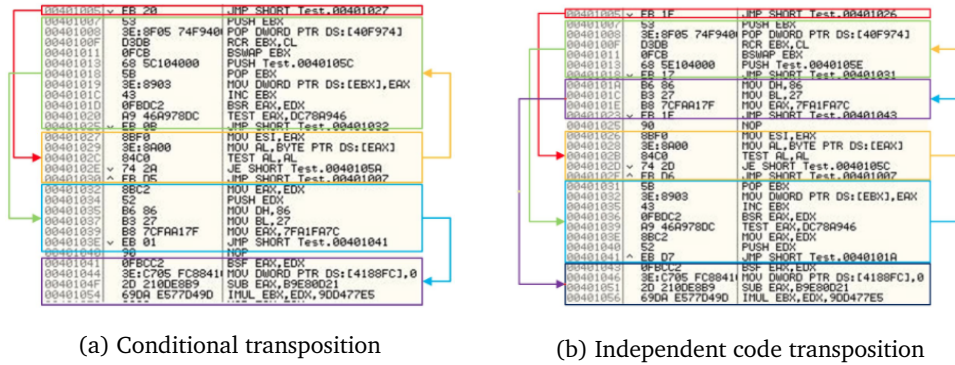 00401005 ˅ EB 20 JMP SHORT Test.00401027
00401007 53 PUSH EBX
00401008 3E:8F05 74F940 POP DWORD PTR DS:[40F974]
0040100F D3DB RCR EBX,CL
00401011 0FCB BSWAP EBX
00401013 68 5C104000 PUSH Test.0040105C
00401018 5B POP EBX
00401019 3E:8903 MOV DWORD PTR DS:[EBX],EAX
0040101C 43 INC EBX
0040101D 0FBDC2 BSR EAX,EDX
00401020 A9 46A978DC TEST EAX,DC78A946
00401025 ˅ EB 0B JMP SHORT Test.00401032
00401027 8BF0 MOV ESI,EAX
00401029 3E:8A00 MOV AL,BYTE PTR DS:[EAX]
0040102C 84C0 TEST AL,AL
0040102E ˅ 74 2A JE SHORT Test.0040105A
00401030 ^ EB D5 JMP SHORT Test.00401007
00401032 8BC2 MOV EAX,EDX
00401034 52 PUSH EDX
00401035 B6 86 MOV DH,86
00401037 B3 27 MOV BL,27
00401039 B8 7CFAA17F MOV EAX,7FA1FA7C
0040103E ˅ EB 01 JMP SHORT Test.00401041
00401040 90 NOP
00401041 0FBCC2 BSF EAX,EDX
00401044 3E:C705 FC8841 MOV DWORD PTR DS:[4188FC],0
0040104F 2D 210DE8B9 SUB EAX,B9E80D21
00401054 69DA E577D49D IMUL EBX,EDX,9DD477E5
(a) Conditional transposition
00401005 ˅ EB 1F JMP SHORT Test.00401026
00401007 53 PUSH EBX
00401008 3E:8F05 74F940 POP DWORD PTR DS:[40F974]
0040100F D3DB RCR EBX,CL
00401011 0FCB BSWAP EBX
00401013 68 5E104000 PUSH Test.0040105E
00401018 ˅ EB 17 JMP SHORT Test.00401031
0040101A B6 86 MOV DH,86
0040101C B3 27 MOV BL,27
0040101E B8 7CFAA17F MOV EAX,7FA1FA7C
00401023 ˅ EB 1E JMP SHORT Test.00401043
00401025 90 NOP
00401026 8BF0 MOV ESI,EAX
00401028 3E:8A00 MOV AL,BYTE PTR DS:[EAX]
0040102B 84C0 TEST AL,AL
0040102D ˅ 74 2D JE SHORT Test.0040105C
0040102F ^ EB D6 JMP SHORT Test.00401007
00401031 5B POP EBX
00401032 3E:8903 MOV DWORD PTR DS:[EBX],EAX
00401035 43 INC EBX
00401036 0FBDC2 BSR EAX,EDX
00401039 A9 46A978DC TEST EAX,DC78A946
0040103E 8BC2 MOV EAX,EDX
00401040 52 PUSH EDX
00401041 ^ EB D7 JMP SHORT Test.0040101A
00401043 0FBCC2 BSF EAX,EDX
00401046 3E:C705 FC8841 MOV DWORD PTR DS:[4188FC],0
00401051 2D 210DE8B9 SUB EAX,B9E80D21
00401056 69DA E577D49D IMUL EBX,EDX,9DD477E5
(b) Independent code transposition